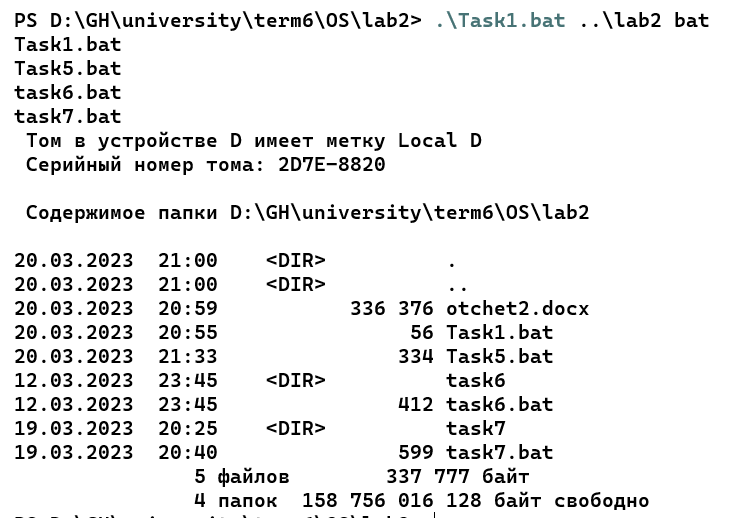 PS D:\GH\university\term6\OS\lab2> .\Task1.bat ..\lab2 bat
Task1.bat
Task5.bat
task6.bat
task7.bat
Том в устройстве D имеет метку Local D
Серийный номер тома: 2D7E-8820
Содержимое папки D:\GH\university\term6\OS\lab2
20.03.2023  21:00    <DIR>          .
20.03.2023  21:00    <DIR>          ..
20.03.2023  20:59           336 376 otchet2.docx
20.03.2023  20:55                56 Task1.bat
20.03.2023  21:33               334 Task5.bat
12.03.2023  23:45    <DIR>          task6
12.03.2023  23:45               412 task6.bat
19.03.2023  20:25    <DIR>          task7
19.03.2023  20:40               599 task7.bat
5 файлов        337 777 байт
4 папок  158 756 016 128 байт свободно